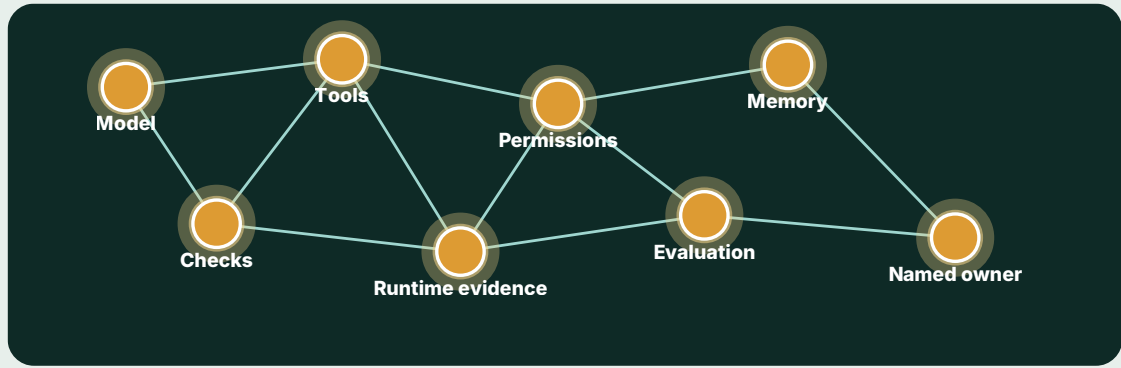 Model
Tools
Permissions
Memory
Checks
Runtime evidence
Evaluation
Named owner